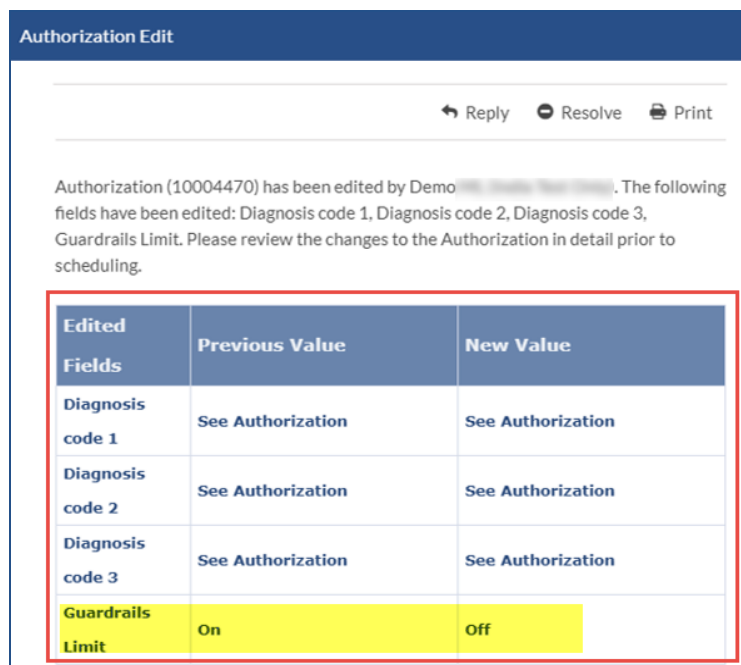 Authorization Edit
Reply Resolve Print
Authorization (10004470) has been edited by Demo . The following
fields have been edited: Diagnosis code 1, Diagnosis code 2, Diagnosis code 3,
Guardrails Limit. Please review the changes to the Authorization in detail prior to
scheduling.
Edited
Fields
Previous Value
New Value
Diagnosis
code 1
See Authorization
See Authorization
Diagnosis
code 2
See Authorization
See Authorization
Diagnosis
code 3
See Authorization
See Authorization
Guardrails
Limit
On
Off